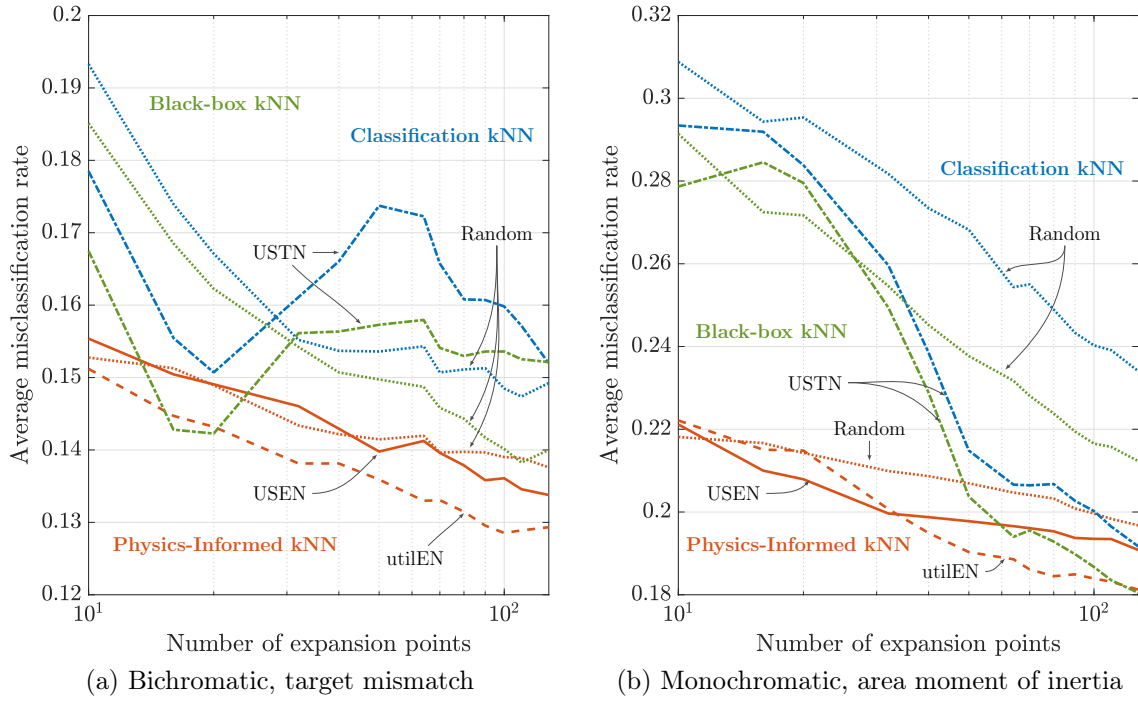 0.2
0.19
0.18
0.17
0.16
0.15
0.14
0.13
0.12
Average misclassification rate
Black-box kNN
Classification kNN
USTN
Random
USEN
Physics-Informed kNN
utilEN
10^1
10^2
Number of expansion points
(a) Bichromatic, target mismatch
0.32
0.3
0.28
0.26
0.24
0.22
0.2
0.18
Average misclassification rate
Classification kNN
Random
Black-box kNN
USTN
Random
USEN
Physics-Informed kNN
utilEN
10^1
10^2
Number of expansion points
(b) Monochromatic, area moment of inertia